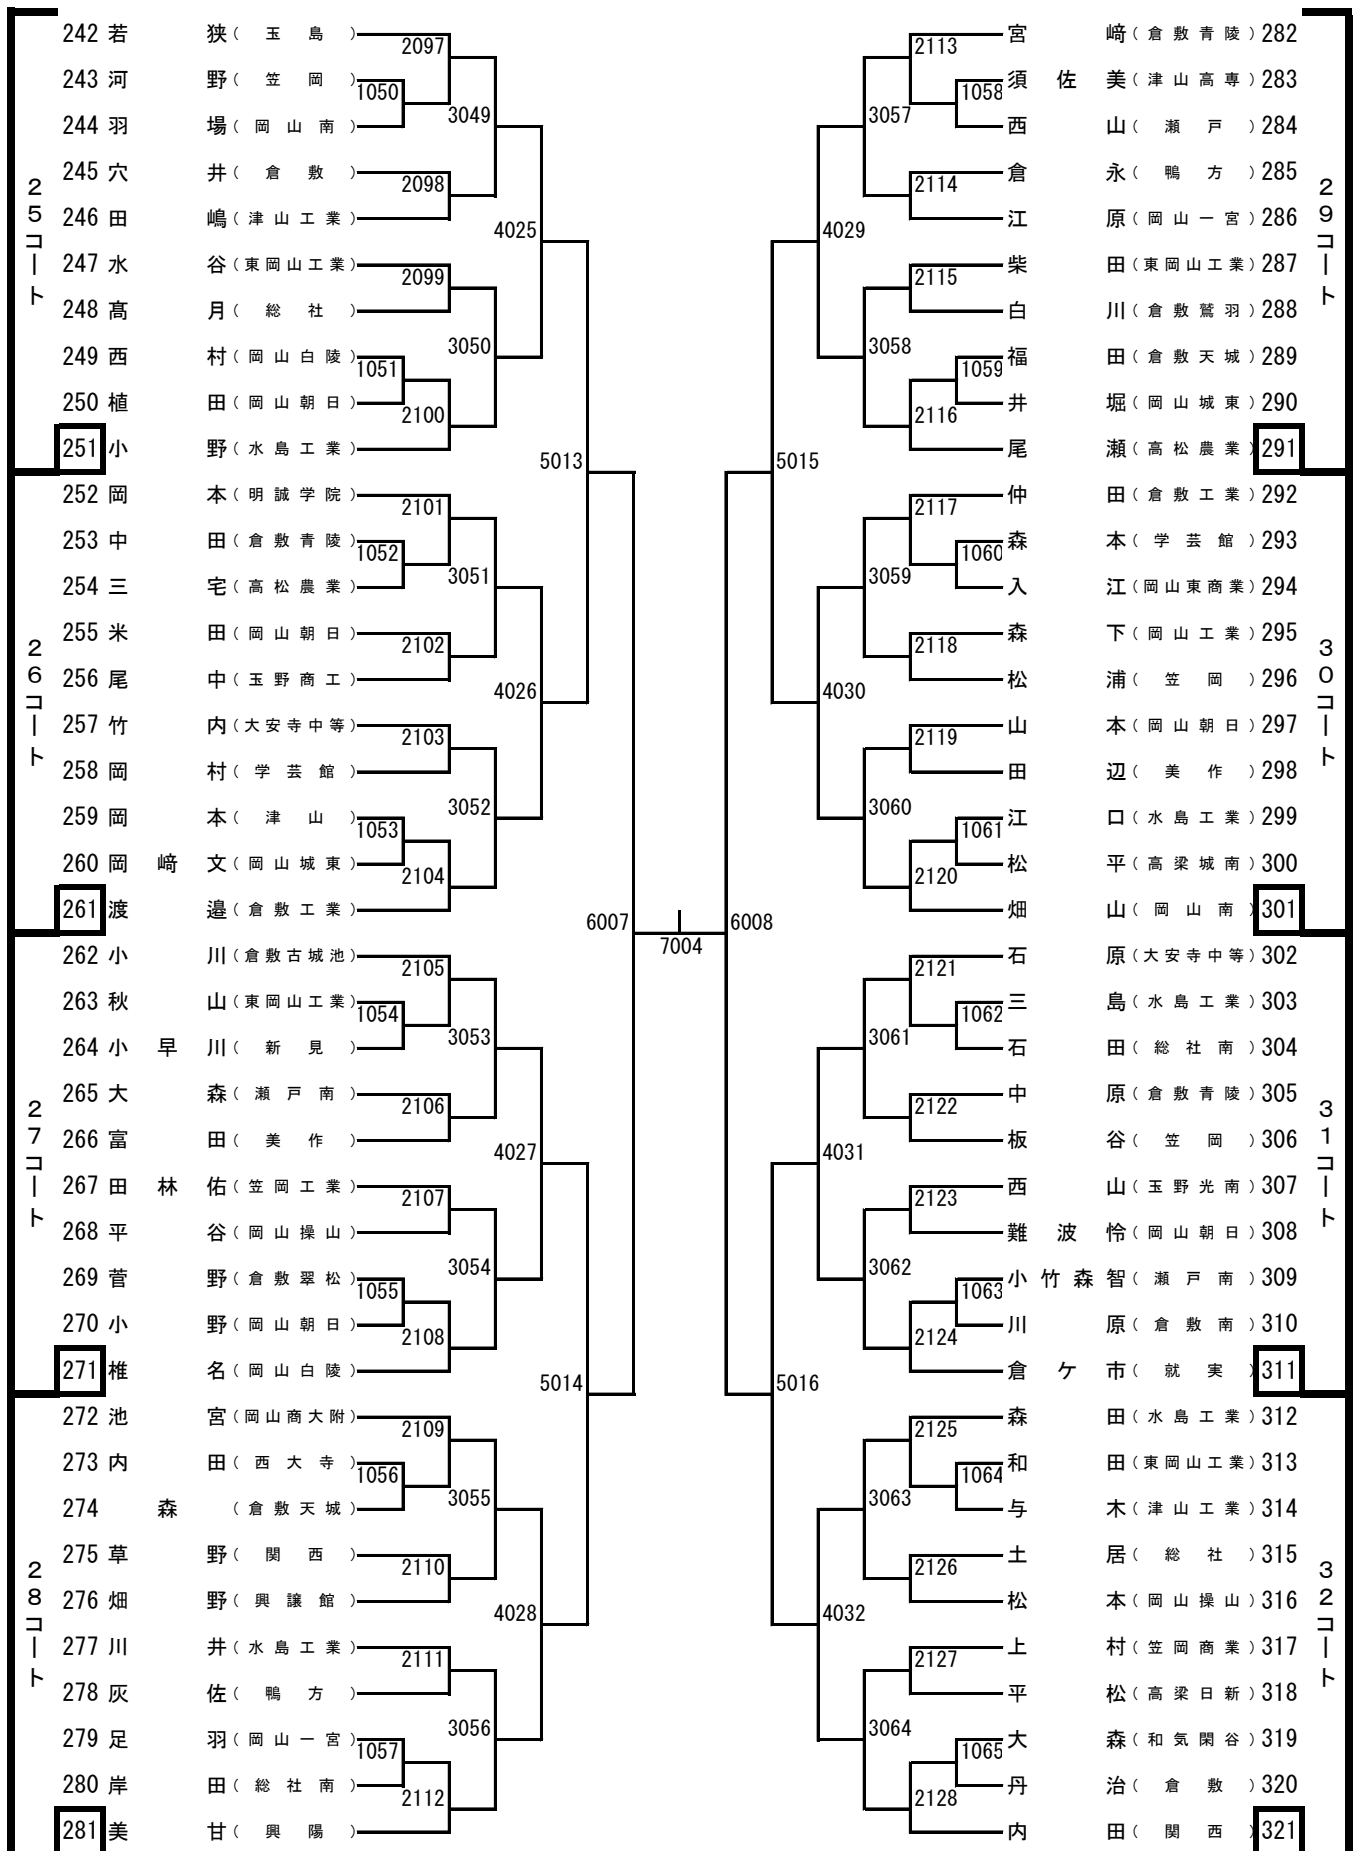 25コート
242 若狭(玉島)
2097
243 河野(笠岡)
1050
244 羽場(岡山南)
3049
245 穴井(倉敷)
2098
246 田嶋(津山工業)
4025
247 水谷(東岡山工業)
2099
248 髙月(総社)
3050
249 西村(岡山白陵)
1051
250 植田(岡山朝日)
2100
251 小野(水島工業)
5013
26コート
252 岡本(明誠学院)
2101
253 中田(倉敷青陵)
1052
254 三宅(高松農業)
3051
255 米田(岡山朝日)
2102
256 尾中(玉野商工)
4026
257 竹内(大安寺中等)
2103
258 岡村(学芸館)
3052
259 岡本(津山)
1053
260 岡﨑文(岡山城東)
2104
261 渡邉(倉敷工業)
6007
27コート
262 小川(倉敷古城池)
2105
263 秋山(東岡山工業)
1054
264 小早川(新見)
3053
265 大森(瀬戸南)
2106
266 富田(美作)
4027
267 田林佑(笠岡工業)
2107
268 平谷(岡山操山)
3054
269 菅野(倉敷翠松)
1055
270 小野(岡山朝日)
2108
271 椎名(岡山白陵)
5014
28コート
272 池宮(岡山商大附)
2109
273 内田(西大寺)
1056
274 森(倉敷天城)
3055
275 草野(関西)
2110
276 畑野(興譲館)
4028
277 川井(水島工業)
2111
278 灰佐(鴨方)
3056
279 足羽(岡山一宮)
1057
280 岸田(総社南)
2112
281 美甘(興陽)
7004
29コート
宮﨑(倉敷青陵) 282
2113
須佐美(津山高専) 283
1058
西山(瀬戸) 284
3057
倉永(鴨方) 285
2114
江原(岡山一宮) 286
4029
柴田(東岡山工業) 287
2115
白川(倉敷鷲羽) 288
3058
福田(倉敷天城) 289
1059
井堀(岡山城東) 290
2116
尾瀬(高松農業) 291
5015
30コート
仲田(倉敷工業) 292
2117
森本(学芸館) 293
1060
入江(岡山東商業) 294
3059
森下(岡山工業) 295
2118
松浦(笠岡) 296
4030
山本(岡山朝日) 297
2119
田辺(美作) 298
3060
江口(水島工業) 299
1061
松平(高梁城南) 300
2120
畑山(岡山南) 301
6008
31コート
石原(大安寺中等) 302
2121
三島(水島工業) 303
1062
石田(総社南) 304
3061
中原(倉敷青陵) 305
2122
板谷(笠岡) 306
4031
西山(玉野光南) 307
2123
難波怜(岡山朝日) 308
3062
小竹森智(瀬戸南) 309
1063
川原(倉敷南) 310
2124
倉ケ市(就実) 311
5016
32コート
森田(水島工業) 312
2125
和田(東岡山工業) 313
1064
与木(津山工業) 314
3063
土居(総社) 315
2126
松本(岡山操山) 316
4032
上村(笠岡商業) 317
2127
平松(高梁日新) 318
3064
大森(和気閑谷) 319
1065
丹治(倉敷) 320
2128
内田(関西) 321